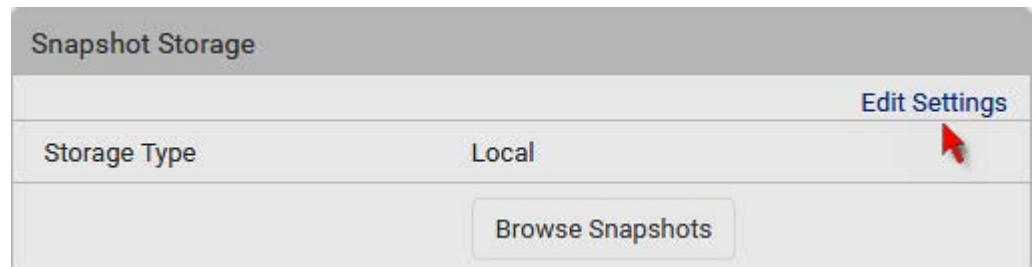 Snapshot Storage
Edit Settings
Storage Type Local
Browse Snapshots